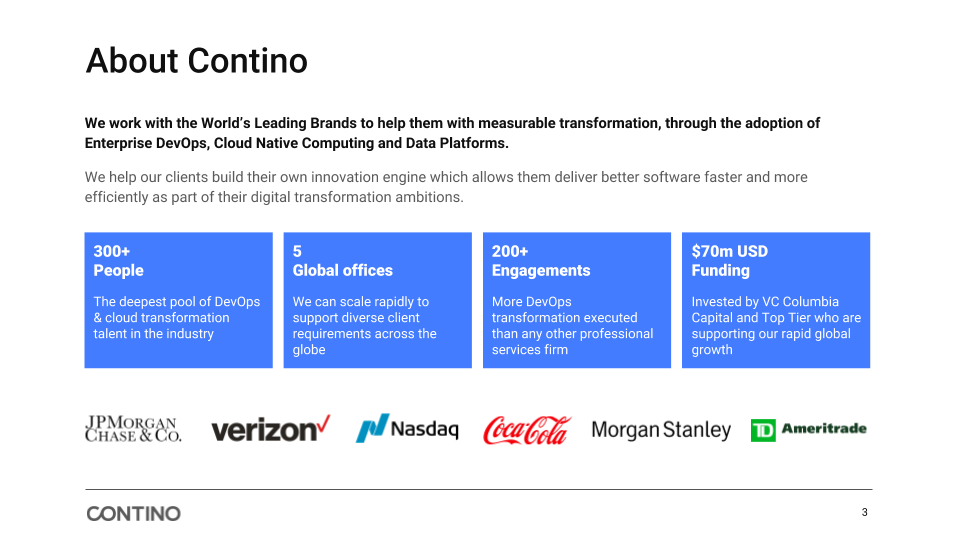 About Contino
We work with the World’s Leading Brands to help them with measurable transformation, through the adoption of
Enterprise DevOps, Cloud Native Computing and Data Platforms.
We help our clients build their own innovation engine which allows them deliver better software faster and more
efficiently as part of their digital transformation ambitions.
300+
People
The deepest pool of DevOps
& cloud transformation
talent in the industry
5
Global offices
We can scale rapidly to
support diverse client
requirements across the
globe
200+
Engagements
More DevOps
transformation executed
than any other professional
services firm
$70m USD
Funding
Invested by VC Columbia
Capital and Top Tier who are
supporting our rapid global
growth
JPMORGAN
CHASE & CO.
verizon
Nasdaq
Coca-Cola
Morgan Stanley
TD Ameritrade
CONTINO
3